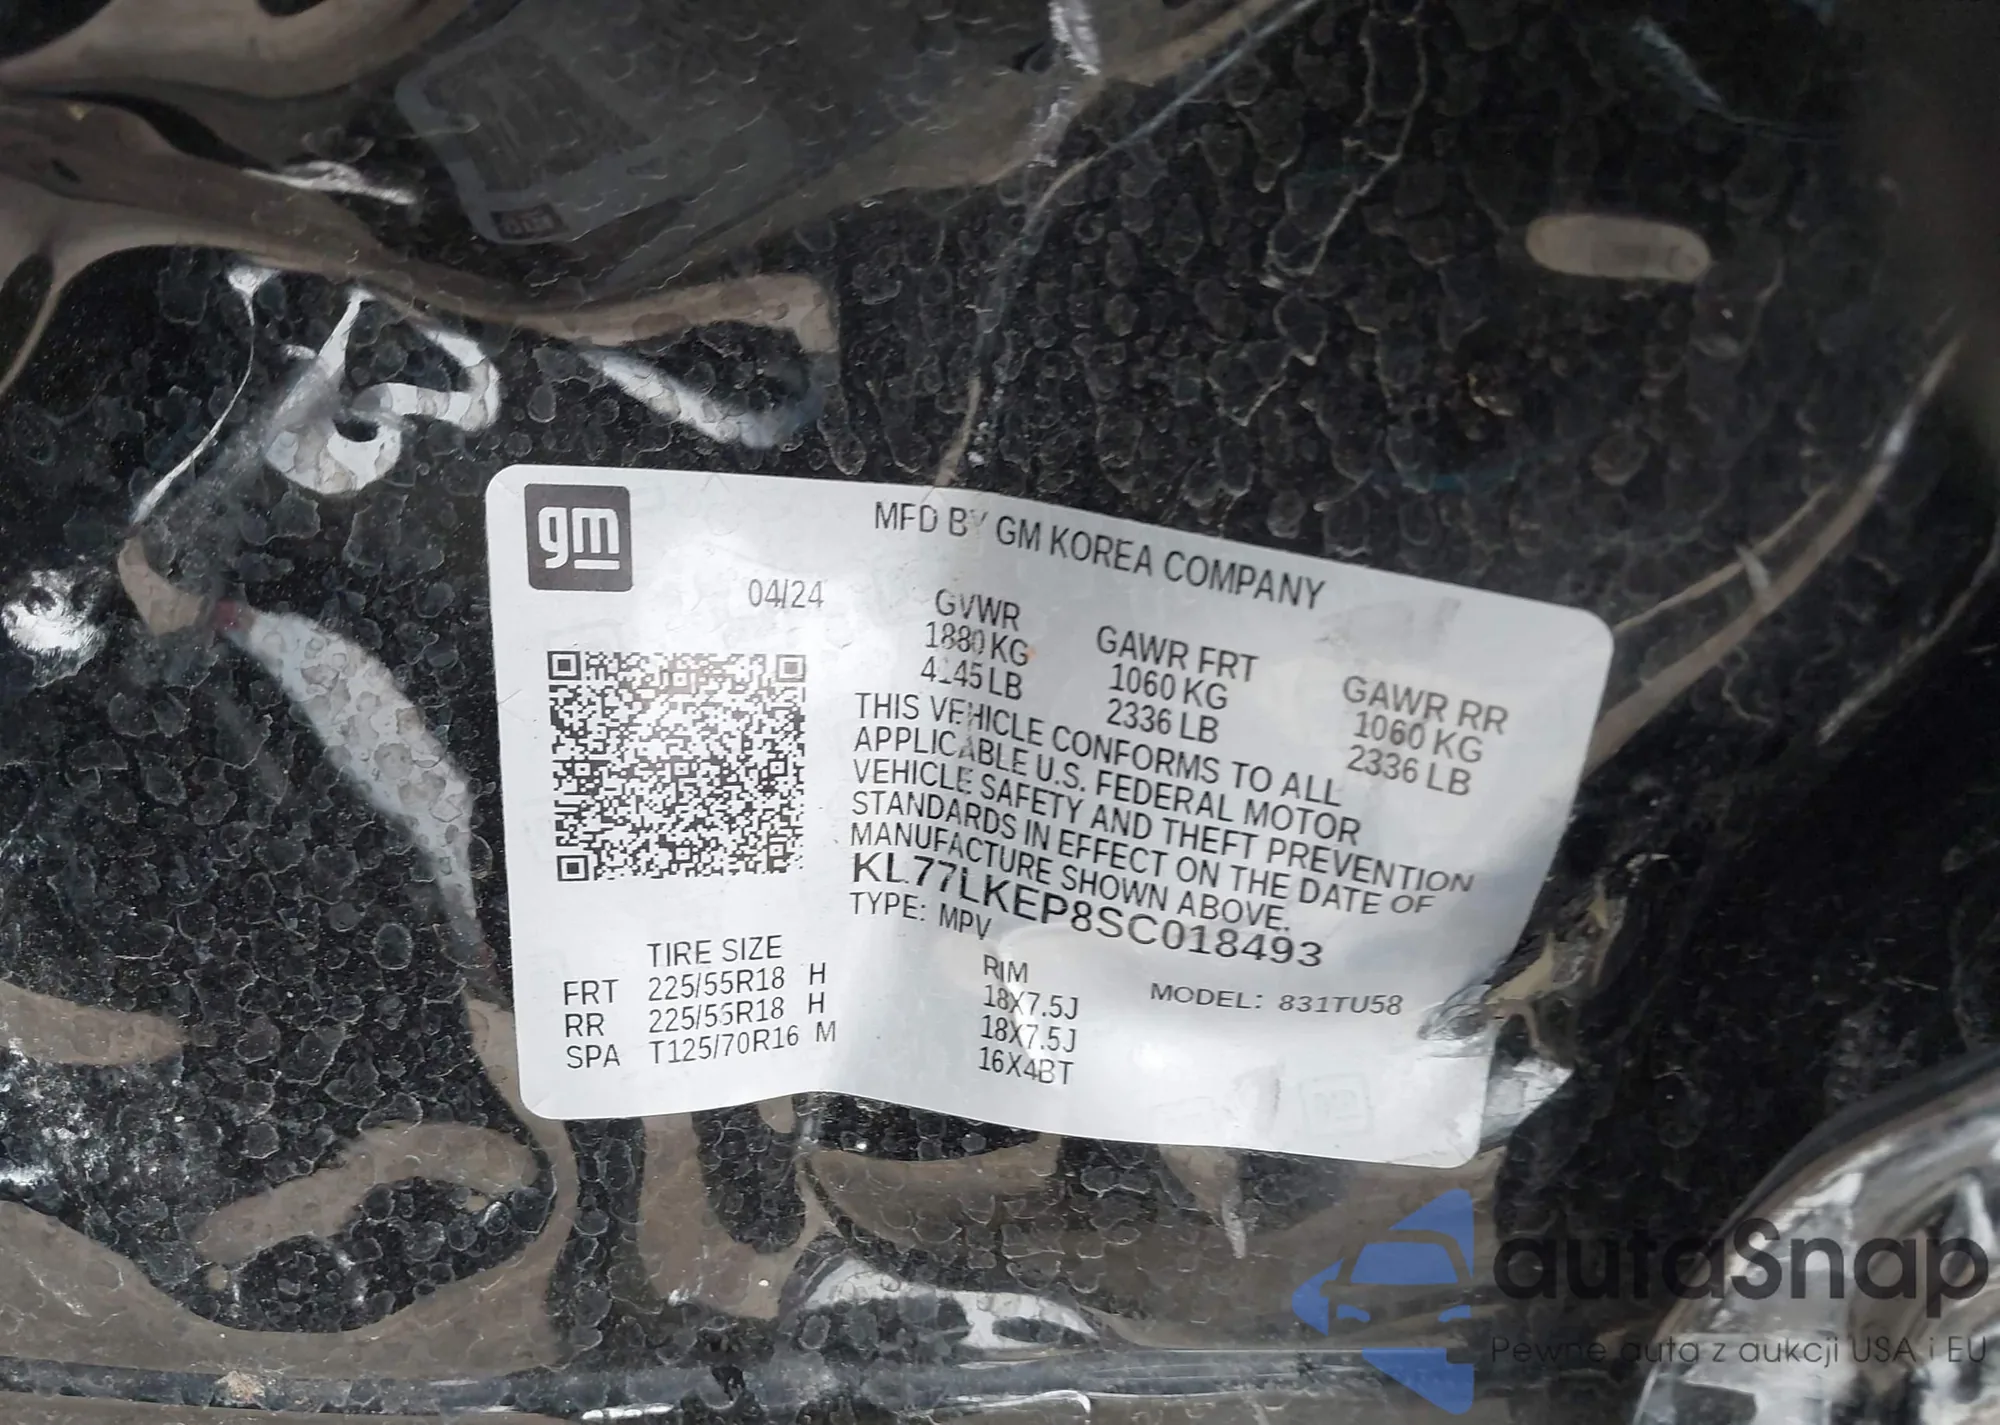 gm
MFD BY GM KOREA COMPANY
04/24
GVWR
1880 KG
4145 LB
GAWR FRT
1060 KG
2336 LB
GAWR RR
1060 KG
2336 LB
THIS VEHICLE CONFORMS TO ALL
APPLICABLE U.S. FEDERAL MOTOR
VEHICLE SAFETY AND THEFT PREVENTION
STANDARDS IN EFFECT ON THE DATE OF
MANUFACTURE SHOWN ABOVE.
KL77LKEP8SC018493
TYPE: MPV
MODEL: 831TU58
TIRE SIZE RIM
FRT 225/55R18 H 18X7.5J
RR 225/55R18 H 18X7.5J
SPA T125/70R16 M 16X4BT
autaSnap
Pewne auta z aukcji USA i EU